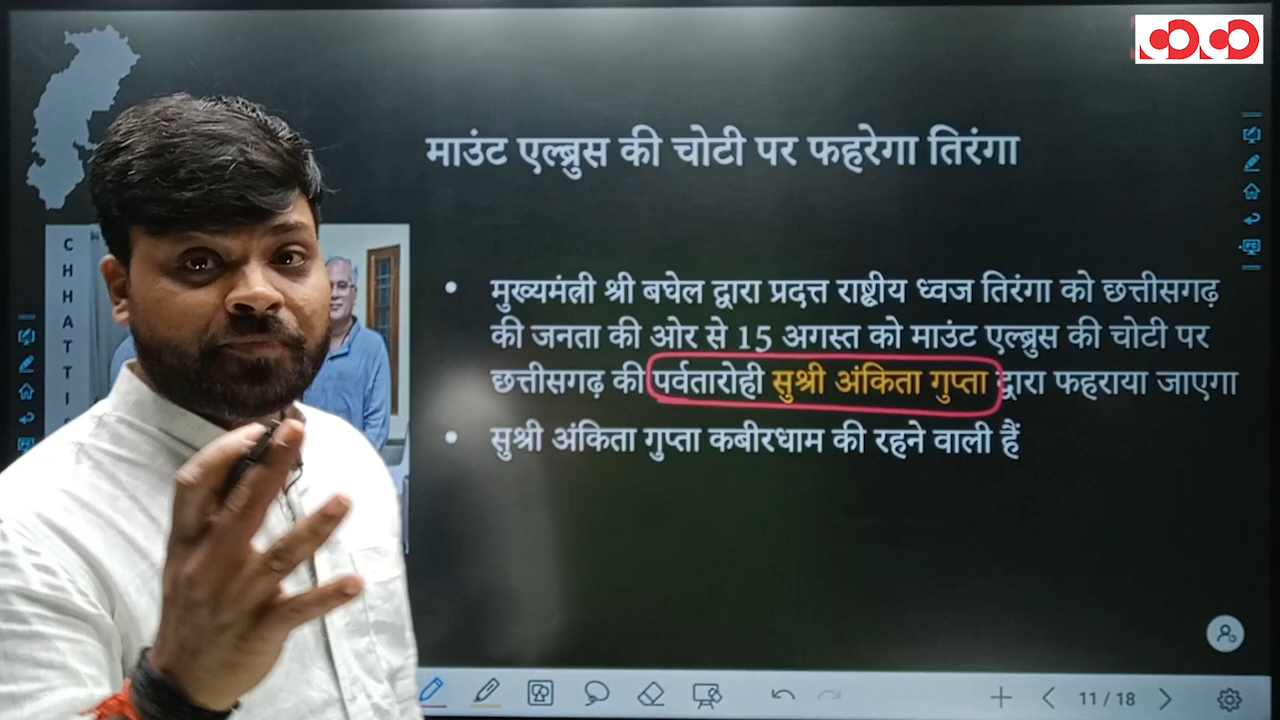 माउंट एल्ब्रुस की चोटी पर फहरेगा तिरंगा
CHHATTI
• मुख्यमंत्री श्री बघेल द्वारा प्रदत्त राष्ट्रीय ध्वज तिरंगा को छत्तीसगढ़
की जनता की ओर से 15 अगस्त को माउंट एल्ब्रुस की चोटी पर
छत्तीसगढ़ की पर्वतारोही सुश्री अंकिता गुप्ता द्वारा फहराया जाएगा
• सुश्री अंकिता गुप्ता कबीरधाम की रहने वाली हैं
11 / 18